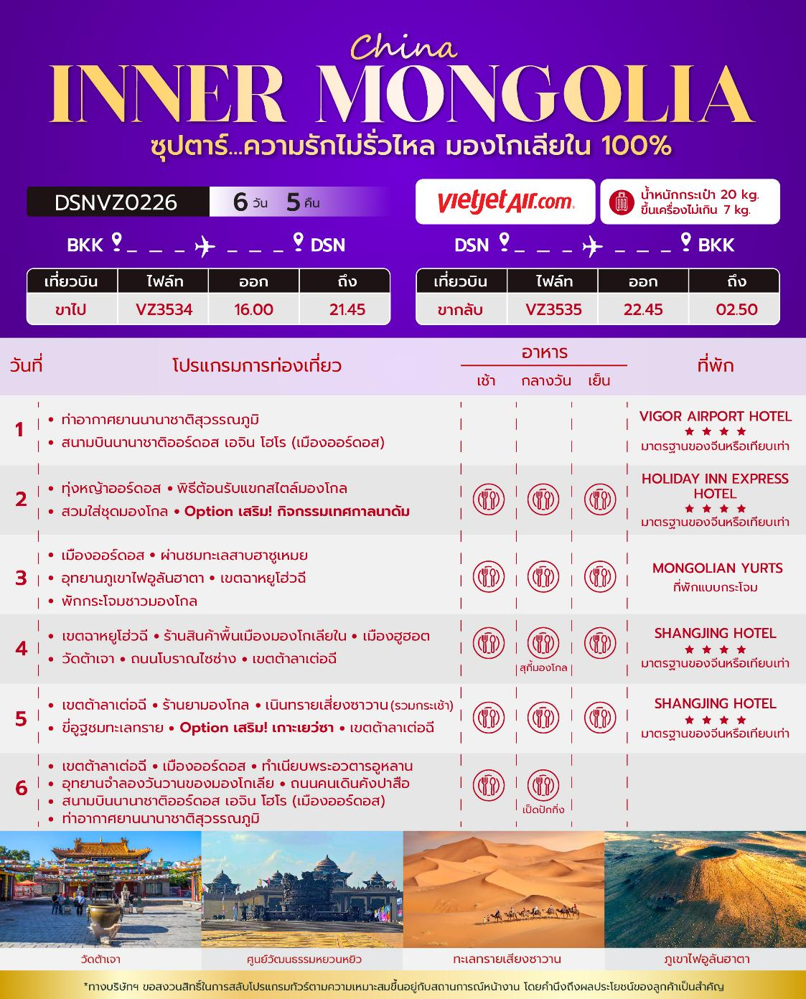 China
INNER MONGOLIA
ซุปตาร์...ความรักไม่รั่วไหล มองโกเลียใน 100%
DSNVZ0226
6 วัน 5 คืน
vietjetAir.com
น้ำหนักกระเป๋า 20 kg.
ขึ้นเครื่องไม่เกิน 7 kg.
BKK DSN
DSN BKK
เที่ยวบิน ไฟล์ท ออก ถึง
ขาไป VZ3534 16.00 21.45
เที่ยวบิน ไฟล์ท ออก ถึง
ขากลับ VZ3535 22.45 02.50
วันที่ โปรแกรมการท่องเที่ยว อาหาร ที่พัก
เช้า กลางวัน เย็น
1
• ท่าอากาศยานนานาชาติสุวรรณภูมิ
• สนามบินนานาชาติออร์ดอส เอจิน โฮโร (เมืองออร์ดอส)
VIGOR AIRPORT HOTEL
★ ★ ★ ★
มาตรฐานของจีนหรือเทียบเท่า
2
• ทุ่งหญ้าออร์ดอส • พิธีต้อนรับแขกสไตล์มองโกล
• สวมใส่ชุดมองโกล • Option เสริม! กิจกรรมเทศกาลนาดัม
HOLIDAY INN EXPRESS
HOTEL
★ ★ ★ ★
มาตรฐานของจีนหรือเทียบเท่า
3
• เมืองออร์ดอส • ผ่านชมทะเลสาบฮาซูเหมย
• อุทยานภูเขาไฟอูลันฮาตา • เขตฉาหยูโฮ่วฉี
• พักกระโจมชาวมองโกล
MONGOLIAN YURTS
ที่พักแบบกระโจม
4
• เขตฉาหยูโฮ่วฉี • ร้านสินค้าพื้นเมืองมองโกเลียใน • เมืองฮูฮอต
• วัดต้าเจา • ถนนโบราณไซซ่าง • เขตต้าลาเต่อฉี
สุกี้มองโกล
SHANGJING HOTEL
★ ★ ★ ★
มาตรฐานของจีนหรือเทียบเท่า
5
• เขตต้าลาเต่อฉี • ร้านยามองโกล • เนินทรายเสี่ยงซาวาน (รวมกระเช้า)
• ขี่อูฐชมทะเลทราย • Option เสริม! เกาะเยว่ซา • เขตต้าลาเต่อฉี
SHANGJING HOTEL
★ ★ ★ ★
มาตรฐานของจีนหรือเทียบเท่า
6
• เขตต้าลาเต่อฉี • เมืองออร์ดอส • ทำเนียบพระอวตารอูหลาน
• อุทยานจำลองวันวานของมองโกเลีย • ถนนคนเดินคังปาสือ
• สนามบินนานาชาติออร์ดอส เอจิน โฮโร (เมืองออร์ดอส)
• ท่าอากาศยานนานาชาติสุวรรณภูมิ
เป็ดปักกิ่ง
วัดต้าเจา
ศูนย์วัฒนธรรมหยวนหยิว
ทะเลทรายเสียงซาวาน
ภูเขาไฟอูลันฮาตา
*ทางบริษัทฯ ขอสงวนสิทธิ์ในการสลับโปรแกรมทัวร์ตามความเหมาะสมขึ้นอยู่กับสถานการณ์หน้างาน โดยคำนึงถึงผลประโยชน์ของลูกค้าเป็นสำคัญ